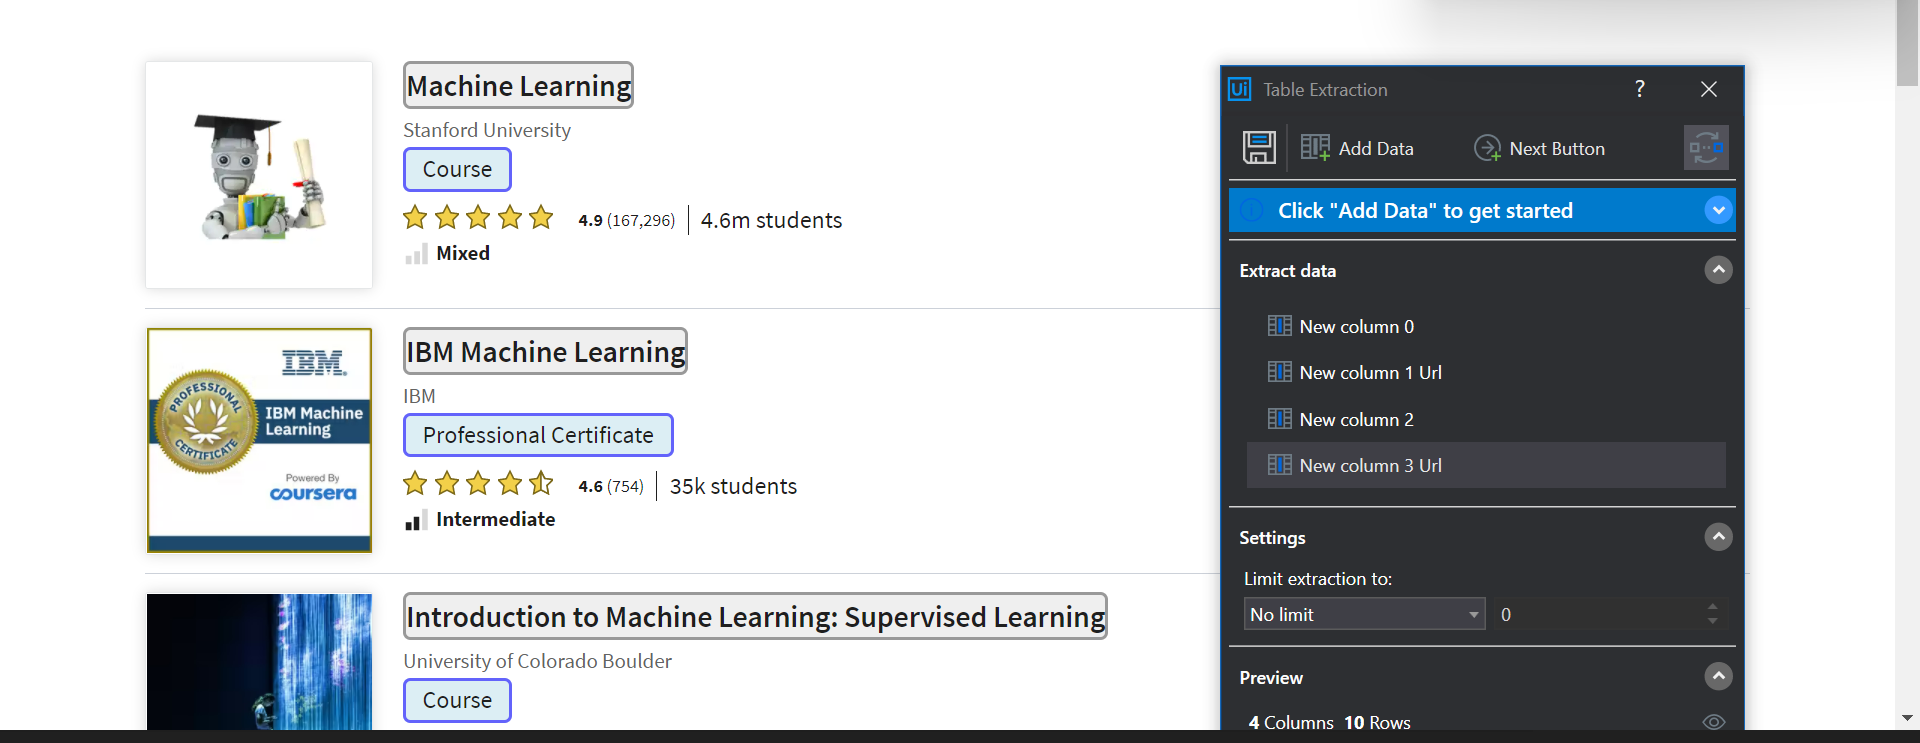 Machine Learning
Stanford University
Course
4.9 (167,296) 4.6m students
Mixed
IBM
PROFESSIONAL
CERTIFICATE
IBM Machine
Learning
Powered By
coursera
IBM Machine Learning
IBM
Professional Certificate
4.6 (754) 35k students
Intermediate
Introduction to Machine Learning: Supervised Learning
University of Colorado Boulder
Course
Ui Table Extraction ?
Add Data Next Button
Click "Add Data" to get started
Extract data
New column 0
New column 1 Url
New column 2
New column 3 Url
Settings
Limit extraction to:
No limit 0
Preview
4 Columns 10 Rows